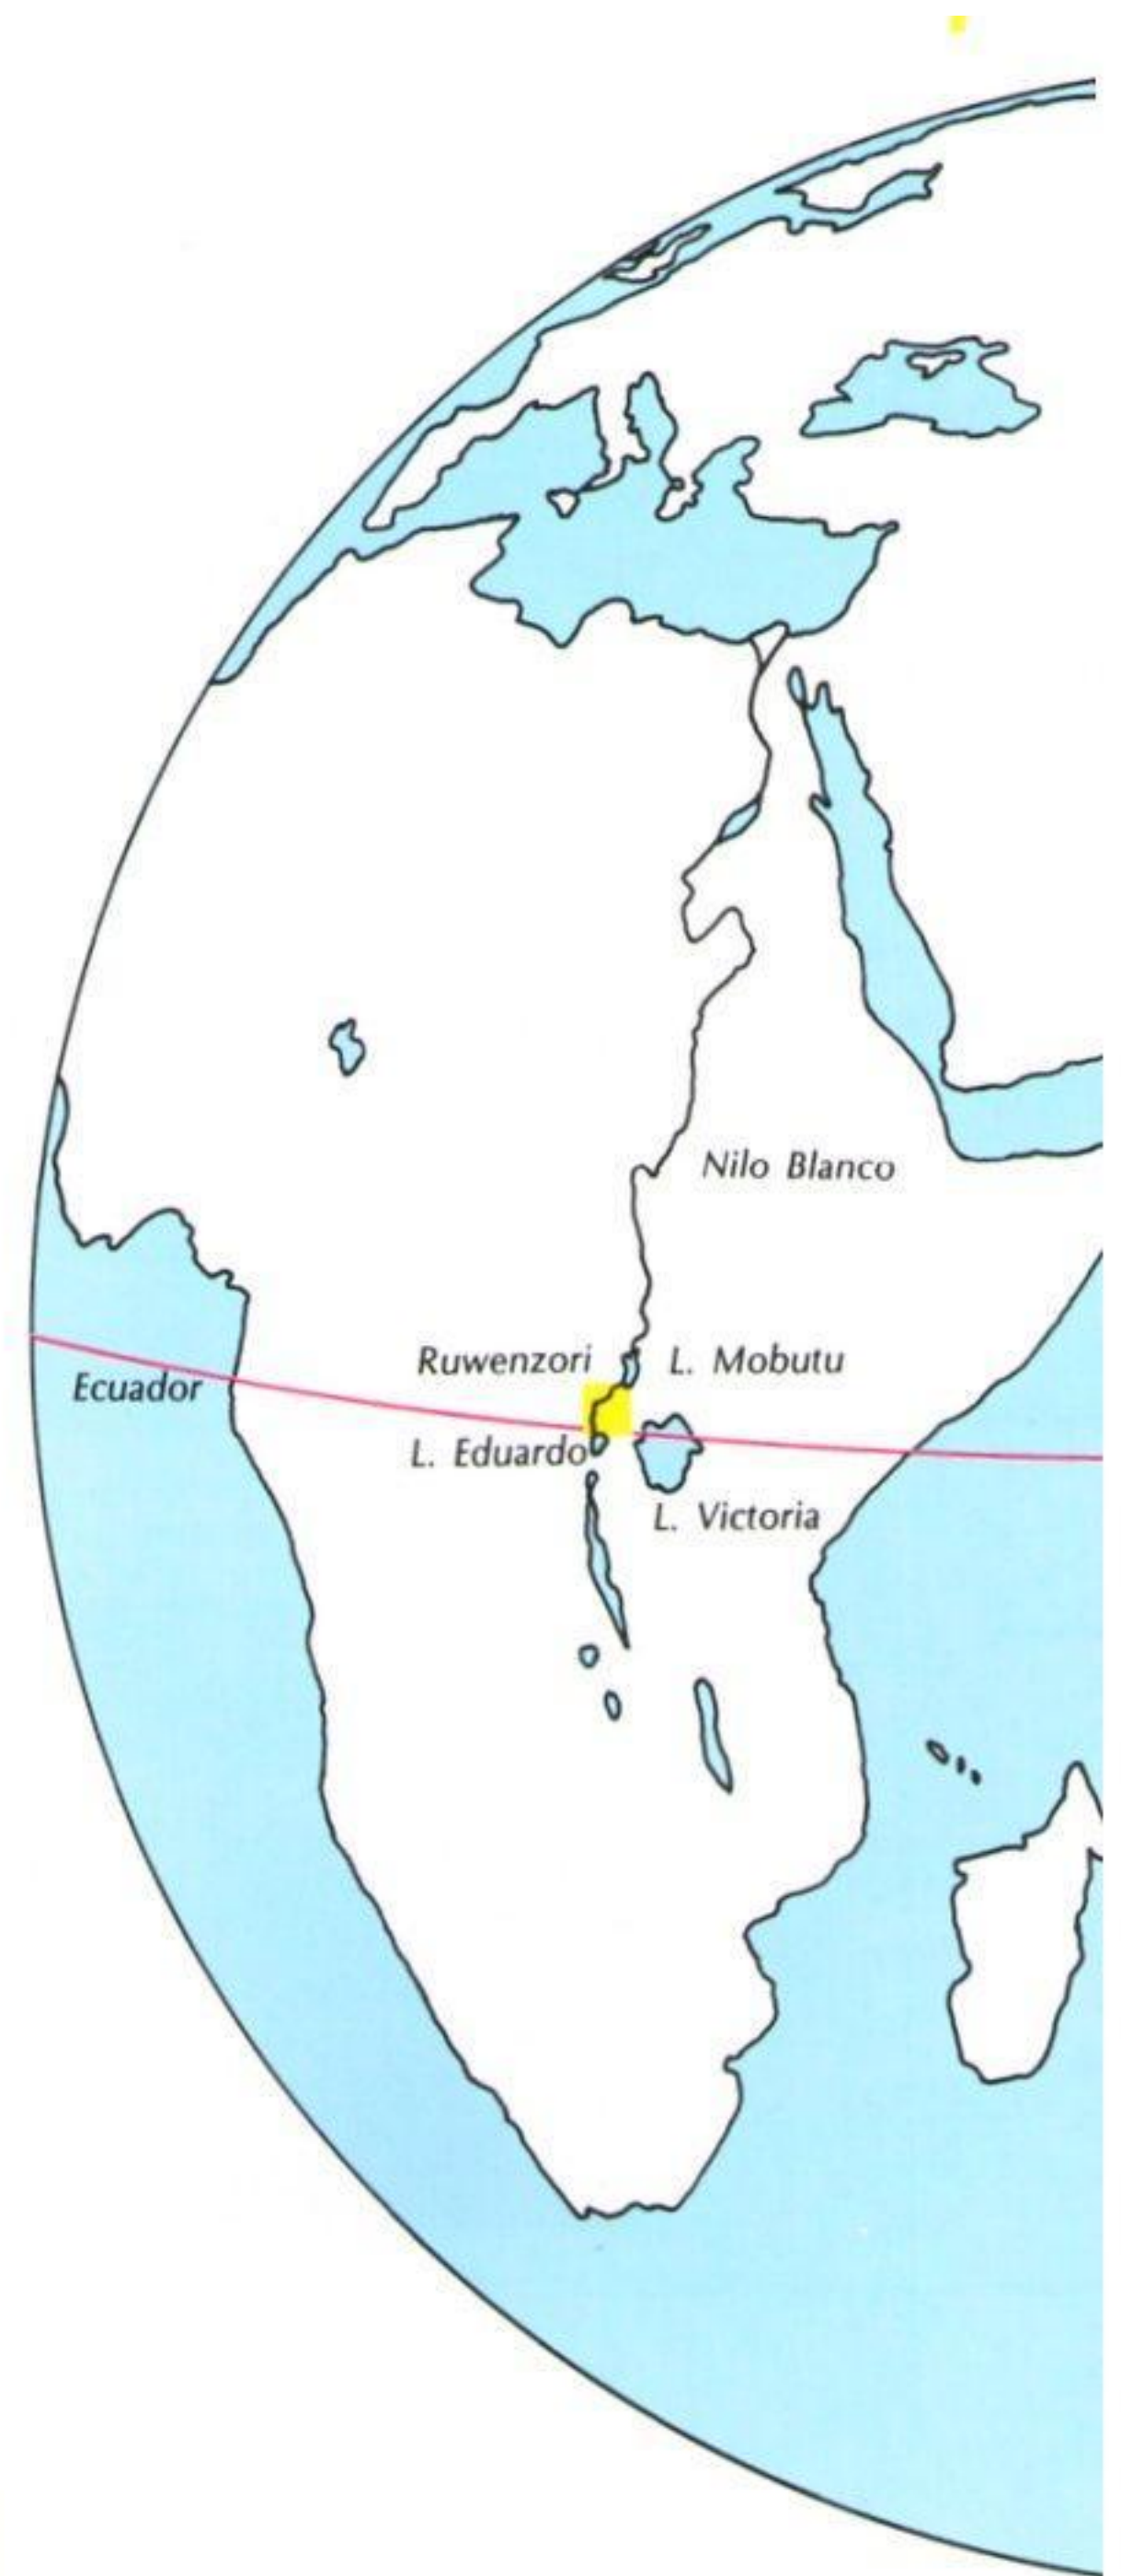 Nilo Blanco
Ruwenzori
L. Mobutu
Ecuador
L. Eduardo
L. Victoria